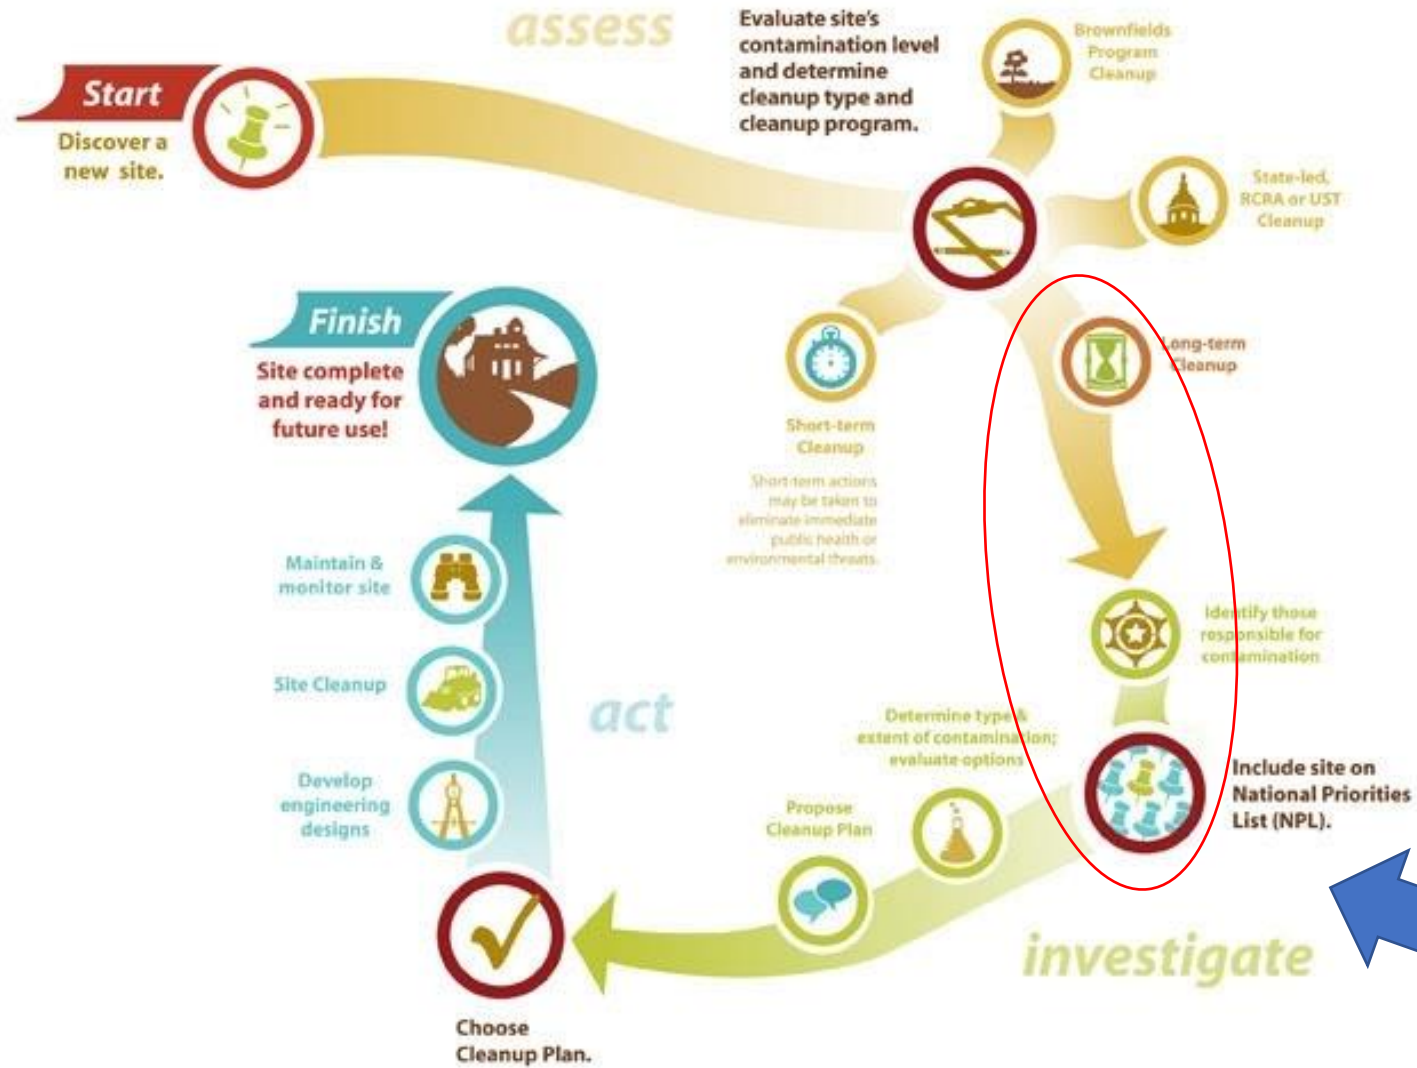 assess
Start
Discover a
new site.
Evaluate site's
contamination level
and determine
cleanup type and
cleanup program.
Brownfields
Program
Cleanup
State-led,
RCRA or UST
Cleanup
Long-term
Cleanup
Short-term
Cleanup
Short-term actions
may be taken to
eliminate immediate
public health or
environmental threats.
Identify those
responsible for
contamination
Include site on
National Priorities
List (NPL).
investigate
Determine type &
extent of contamination;
evaluate options
Propose
Cleanup Plan
Choose
Cleanup Plan.
act
Develop
engineering
designs
Site Cleanup
Maintain &
monitor site
Finish
Site complete
and ready for
future use!